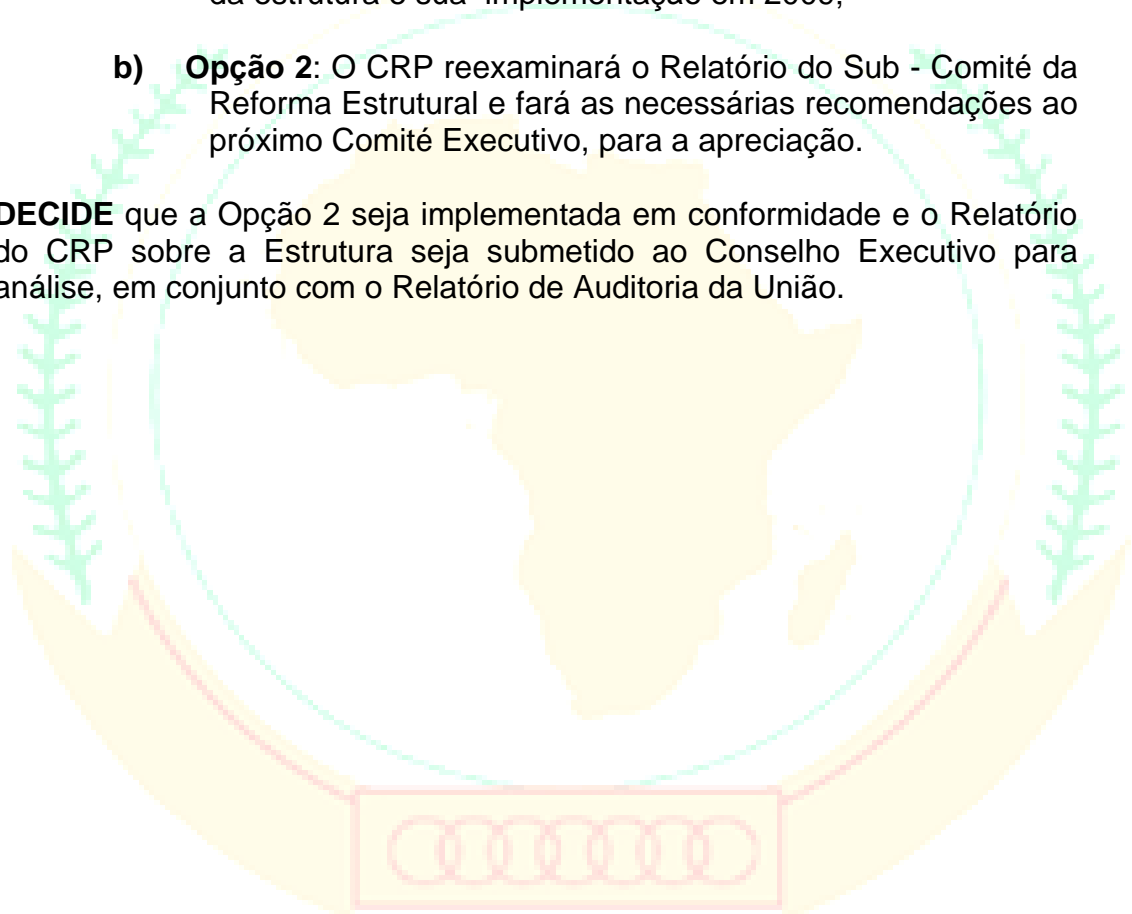 b) Opção 2: O CRP reexaminará o Relatório do Sub - Comité da
Reforma Estrutural e fará as necessárias recomendações ao
próximo Comité Executivo, para a apreciação.
DECIDE que a Opção 2 seja implementada em conformidade e o Relatório
do CRP sobre a Estrutura seja submetido ao Conselho Executivo para
análise, em conjunto com o Relatório de Auditoria da União.